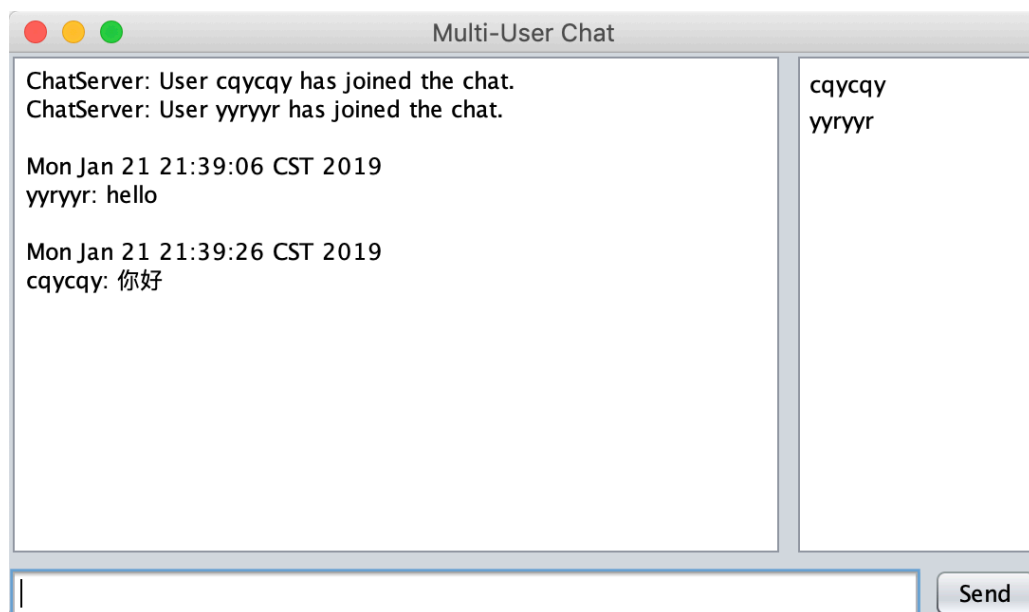 Multi-User Chat
ChatServer: User cqycqy has joined the chat.
ChatServer: User yyryyr has joined the chat.
Mon Jan 21 21:39:06 CST 2019
yyryyr: hello
Mon Jan 21 21:39:26 CST 2019
cqycqy: 你好
cqycqy
yyryyr
Send